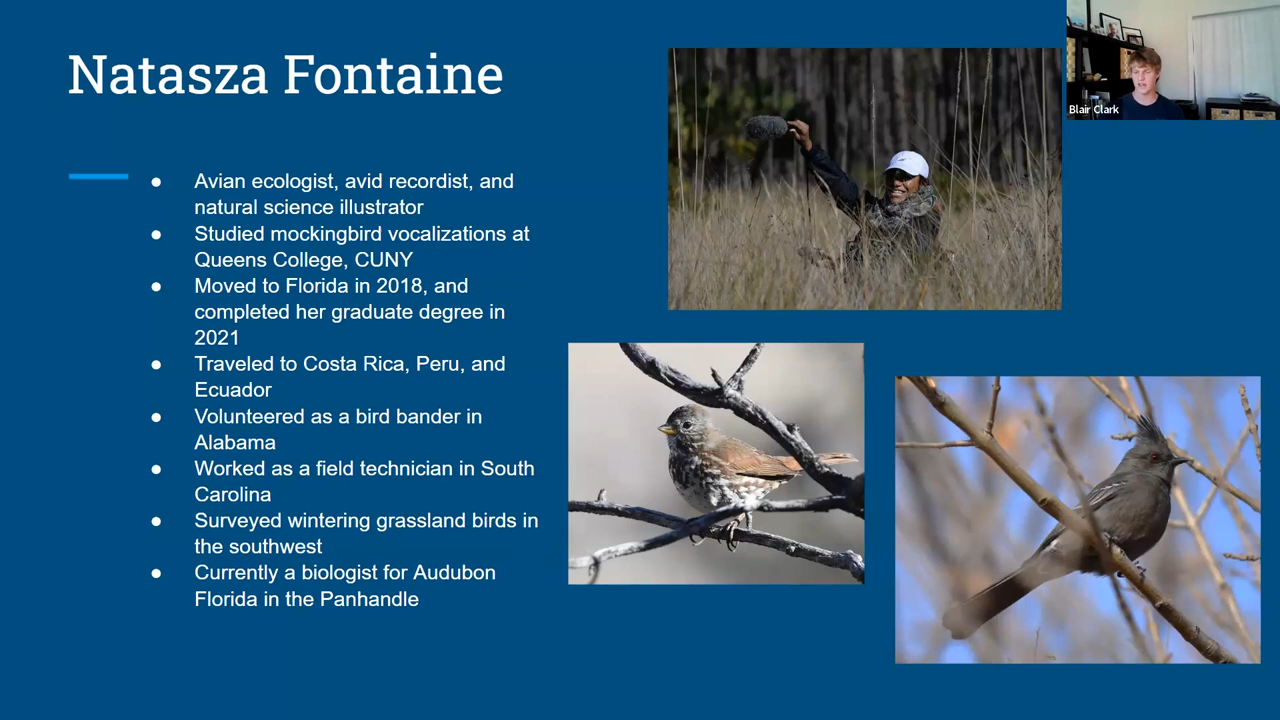 Natasza Fontaine
● Avian ecologist, avid recordist, and
natural science illustrator
● Studied mockingbird vocalizations at
Queens College, CUNY
● Moved to Florida in 2018, and
completed her graduate degree in
2021
● Traveled to Costa Rica, Peru, and
Ecuador
● Volunteered as a bird bander in
Alabama
● Worked as a field technician in South
Carolina
● Surveyed wintering grassland birds in
the southwest
● Currently a biologist for Audubon
Florida in the Panhandle
Blair Clark